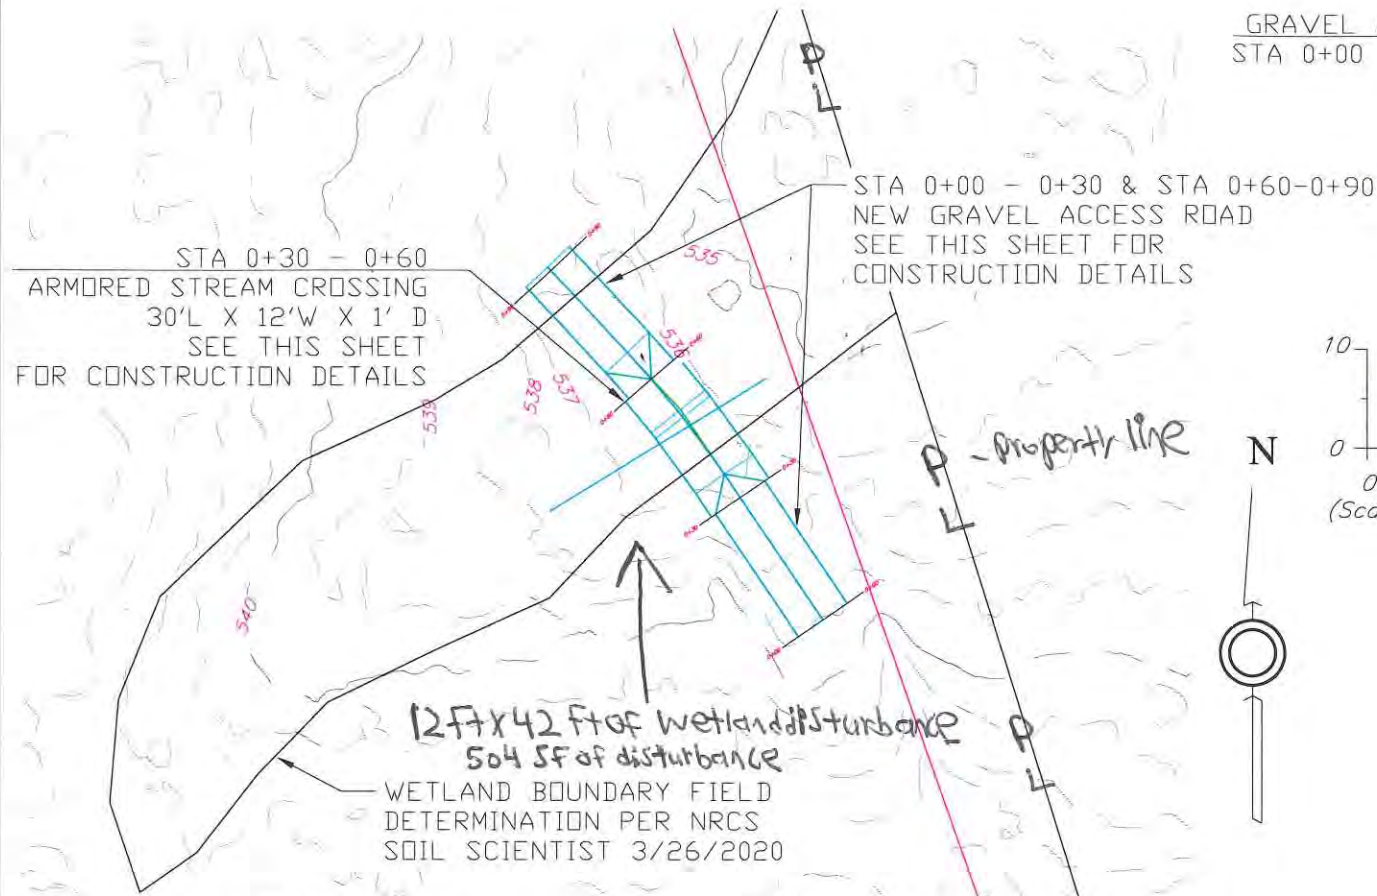 GRAVEL
STA 0+00
P
L
STA 0+00 - 0+30 & STA 0+60-0+90
NEW GRAVEL ACCESS ROAD
SEE THIS SHEET FOR
CONSTRUCTION DETAILS
STA 0+30 - 0+60
ARMORED STREAM CROSSING
30'L X 12'W X 1' D
SEE THIS SHEET
FOR CONSTRUCTION DETAILS
535
536
537
538
539
540
10
0
0
(Sca
N
P - property line
L
12FT X 42 FT of wetland disturbance
504 SF of disturbance
P
L
WETLAND BOUNDARY FIELD
DETERMINATION PER NRCS
SOIL SCIENTIST 3/26/2020